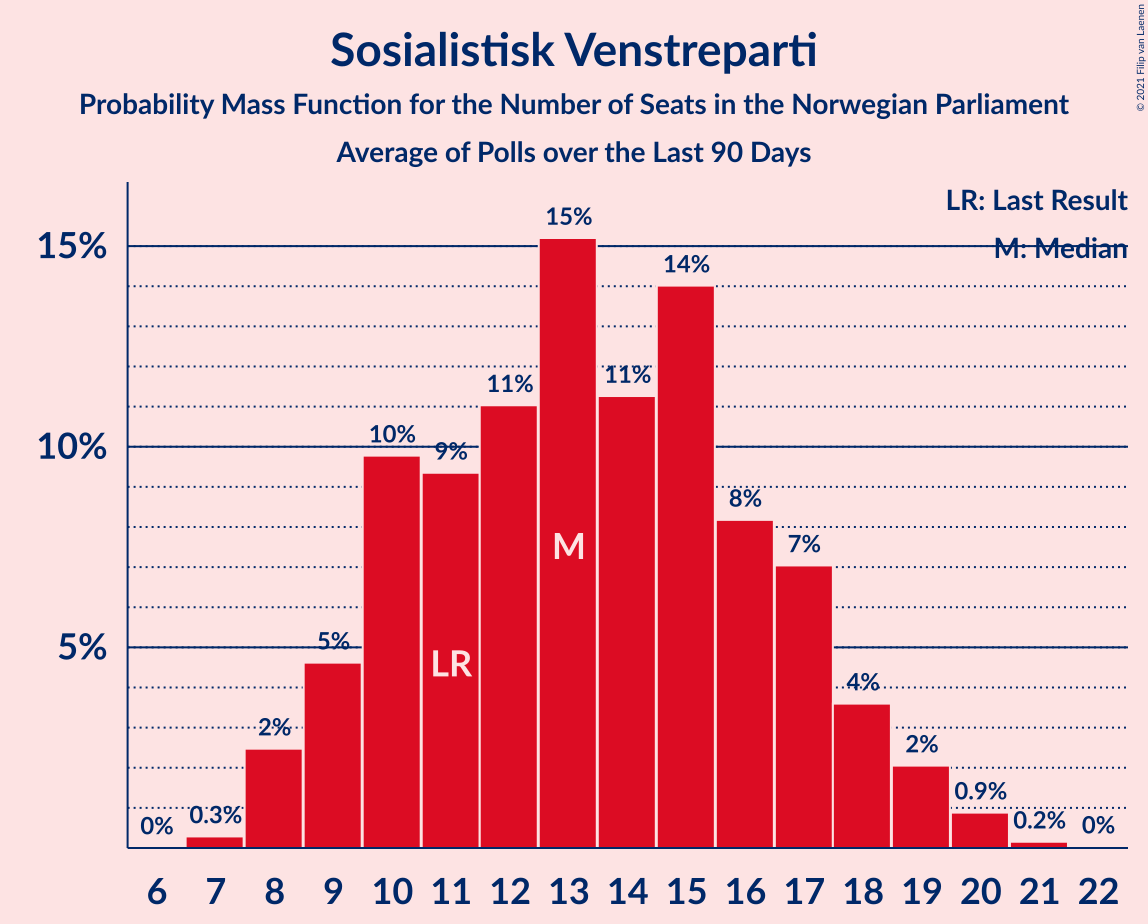 Sosialistisk Venstreparti
Probability Mass Function for the Number of Seats in the Norwegian Parliament
Average of Polls over the Last 90 Days
© 2021 Filip van Laenen
LR: Last Result
M: Median
15%
10%
5%
0%
0.3%
2%
5%
10%
9%
11%
15%
11%
14%
8%
7%
4%
2%
0.9%
0.2%
0%
LR
M
6 7 8 9 10 11 12 13 14 15 16 17 18 19 20 21 22